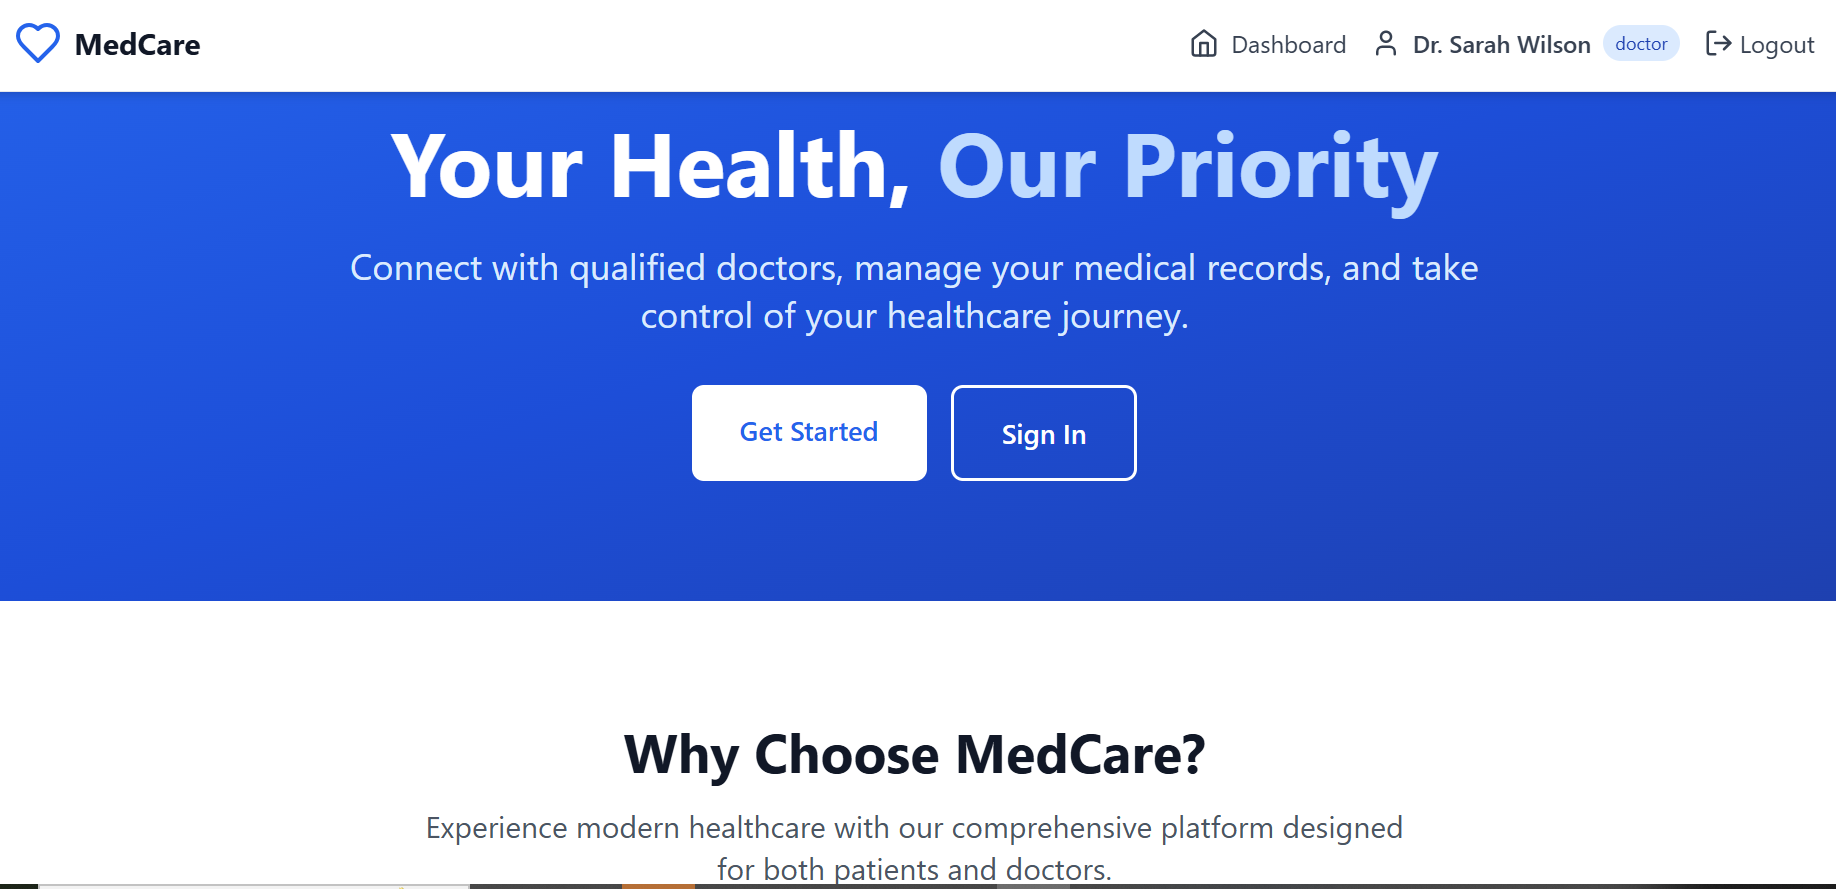 MedCare
Dashboard
Dr. Sarah Wilson
doctor
Logout
Your Health, Our Priority
Connect with qualified doctors, manage your medical records, and take
control of your healthcare journey.
Get Started
Sign In
Why Choose MedCare?
Experience modern healthcare with our comprehensive platform designed
for both patients and doctors.